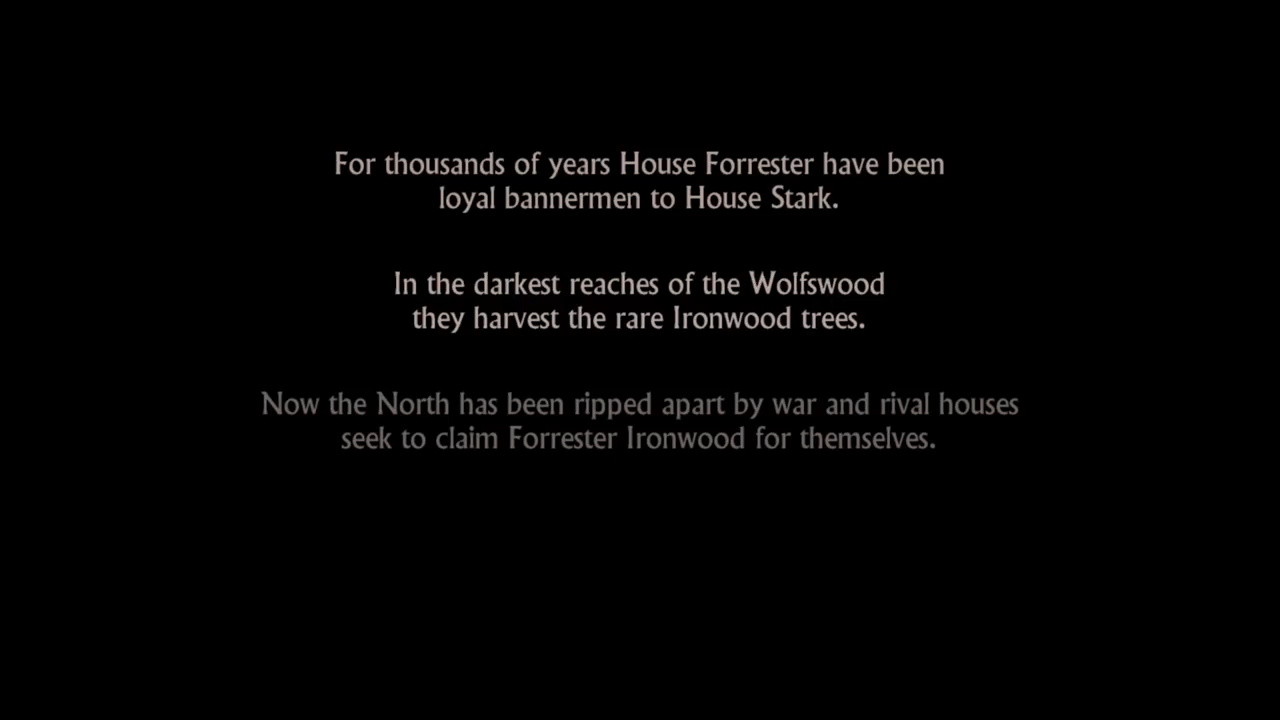 For thousands of years House Forrester have been
loyal bannermen to House Stark.
In the darkest reaches of the Wolfswood
they harvest the rare Ironwood trees.
Now the North has been ripped apart by war and rival houses
seek to claim Forrester Ironwood for themselves.